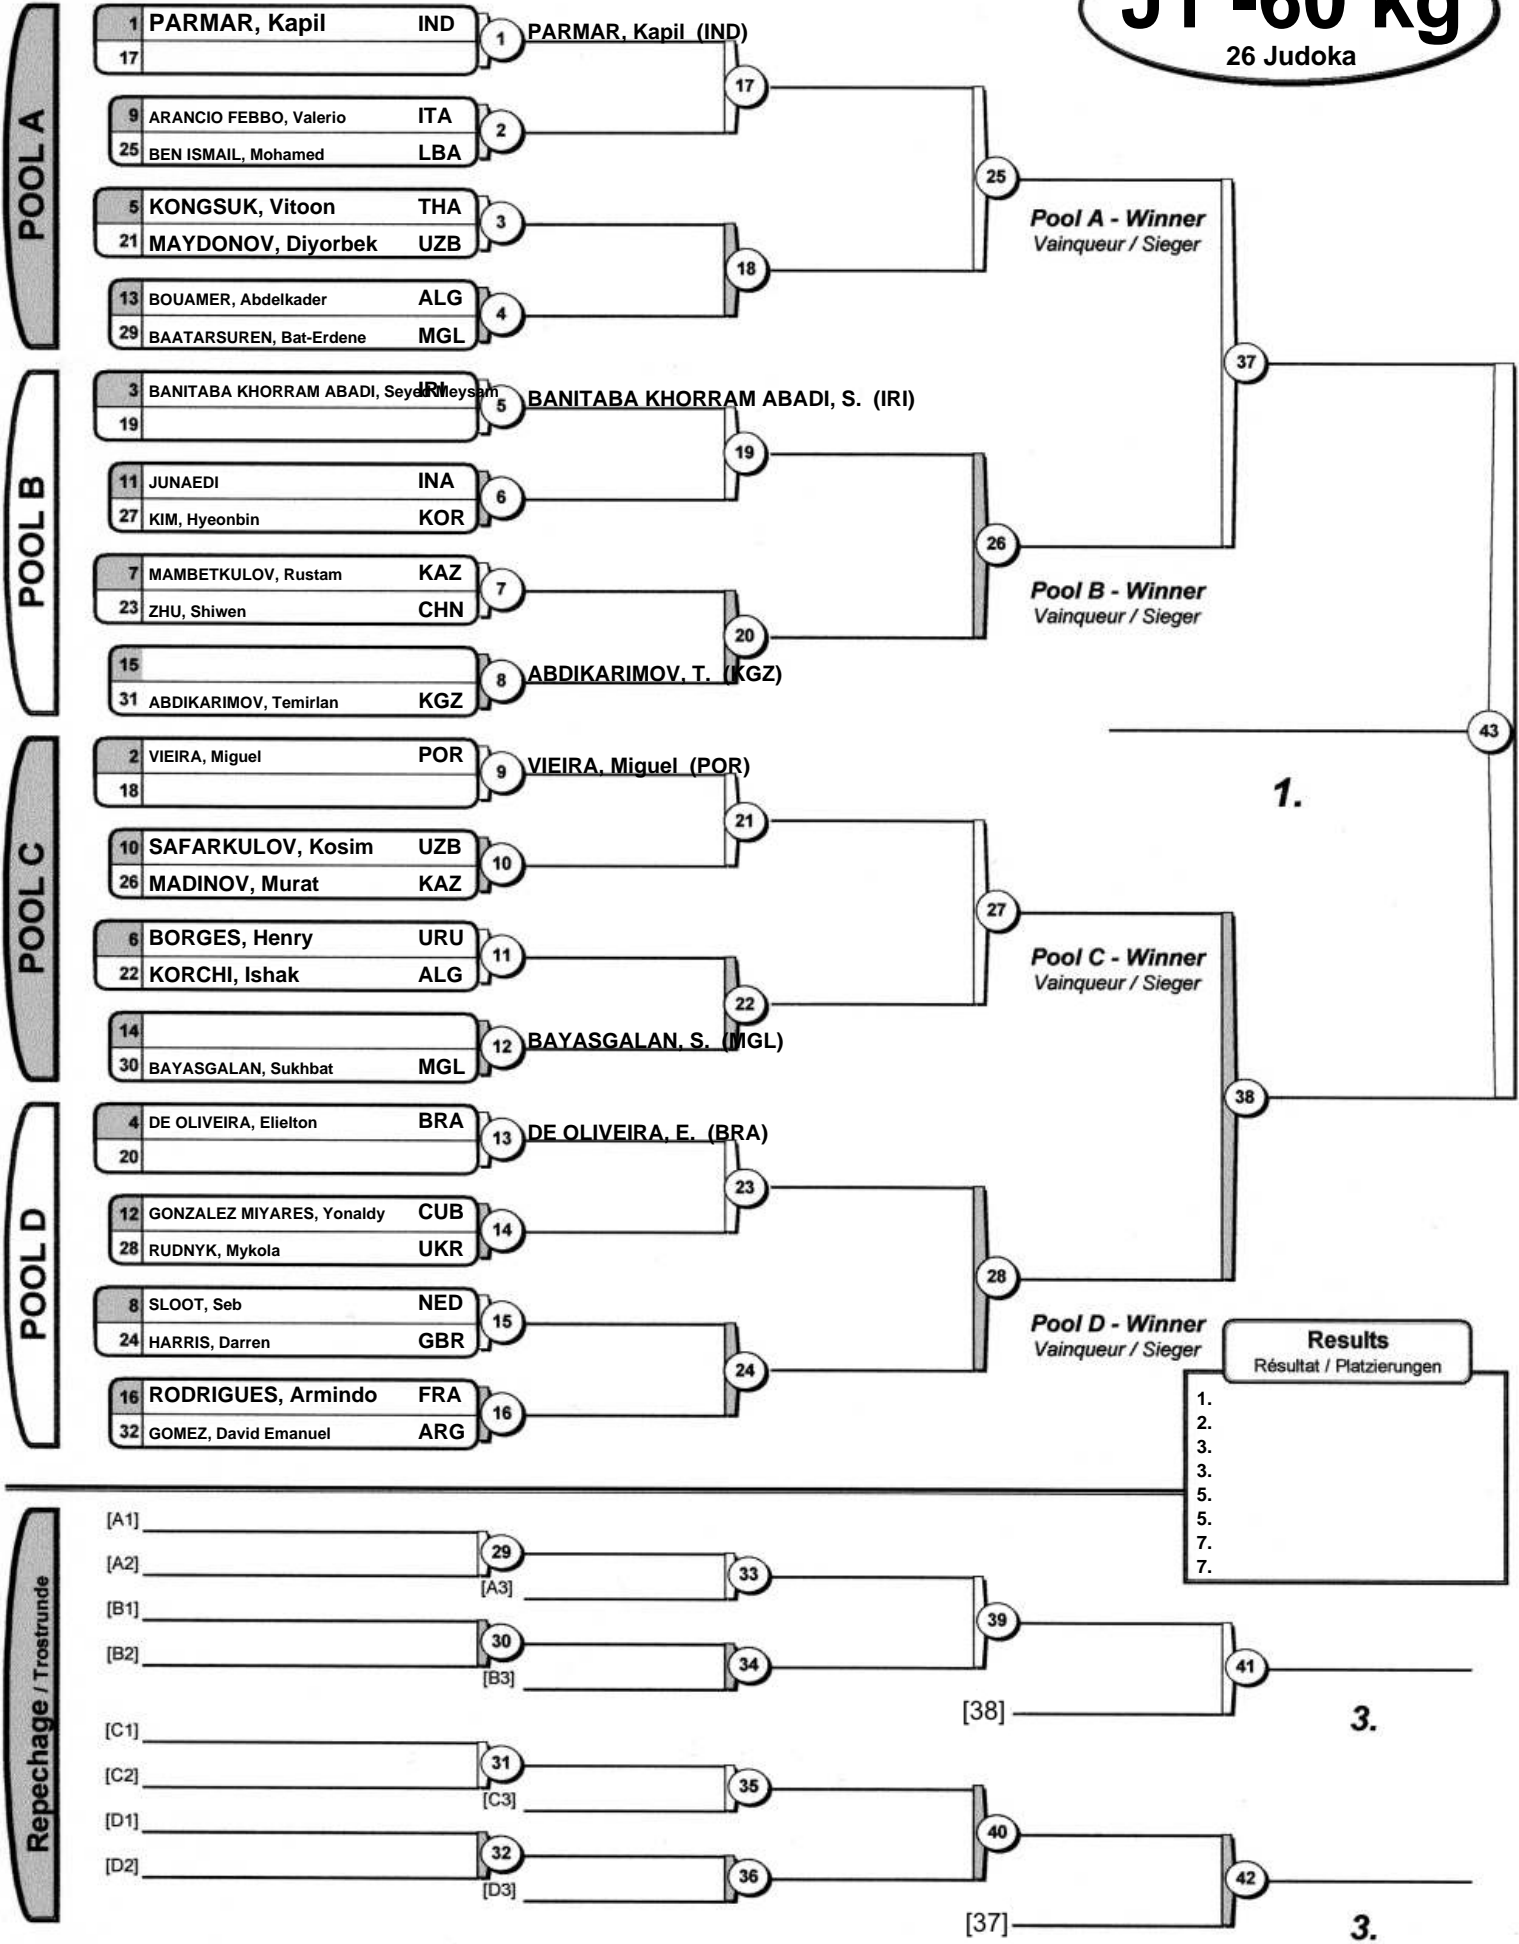 J1 -60 kg
26 Judoka
POOL A
1 PARMAR, Kapil IND
17
1 PARMAR, Kapil (IND)
17
9 ARANCIO FEBBO, Valerio ITA
25 BEN ISMAIL, Mohamed LBA
2
25
5 KONGSUK, Vitoon THA
21 MAYDONOV, Diyorbek UZB
3
Pool A - Winner
Vainqueur / Sieger
18
13 BOUAMER, Abdelkader ALG
29 BAATARSUREN, Bat-Erdene MGL
4
37
POOL B
3 BANITABA KHORRAM ABADI, Seyed Meysam IRI
19
5 BANITABA KHORRAM ABADI, S. (IRI)
19
11 JUNAEDI INA
27 KIM, Hyeonbin KOR
6
26
7 MAMBETKULOV, Rustam KAZ
23 ZHU, Shiwen CHN
7
Pool B - Winner
Vainqueur / Sieger
20
15
31 ABDIKARIMOV, Temirlan KGZ
8 ABDIKARIMOV, T. (KGZ)
43
1.
POOL C
2 VIEIRA, Miguel POR
18
9 VIEIRA, Miguel (POR)
21
10 SAFARKULOV, Kosim UZB
26 MADINOV, Murat KAZ
10
27
6 BORGES, Henry URU
22 KORCHI, Ishak ALG
11
Pool C - Winner
Vainqueur / Sieger
22
14
30 BAYASGALAN, Sukhbat MGL
12 BAYASGALAN, S. (MGL)
38
POOL D
4 DE OLIVEIRA, Elielton BRA
20
13 DE OLIVEIRA, E. (BRA)
23
12 GONZALEZ MIYARES, Yonaldy CUB
28 RUDNYK, Mykola UKR
14
28
8 SLOOT, Seb NED
24 HARRIS, Darren GBR
15
Pool D - Winner
Vainqueur / Sieger
24
16 RODRIGUES, Armindo FRA
32 GOMEZ, David Emanuel ARG
16
Results
Résultat / Platzierungen
1.
2.
3.
3.
5.
5.
7.
7.
Repechage / Trostrunde
[A1]
29
[A2]
[A3]
33
[B1]
39
30
[B2]
[B3]
34
41
[38]
3.
[C1]
31
[C2]
[C3]
35
[D1]
40
32
[D2]
[D3]
36
42
[37]
3.